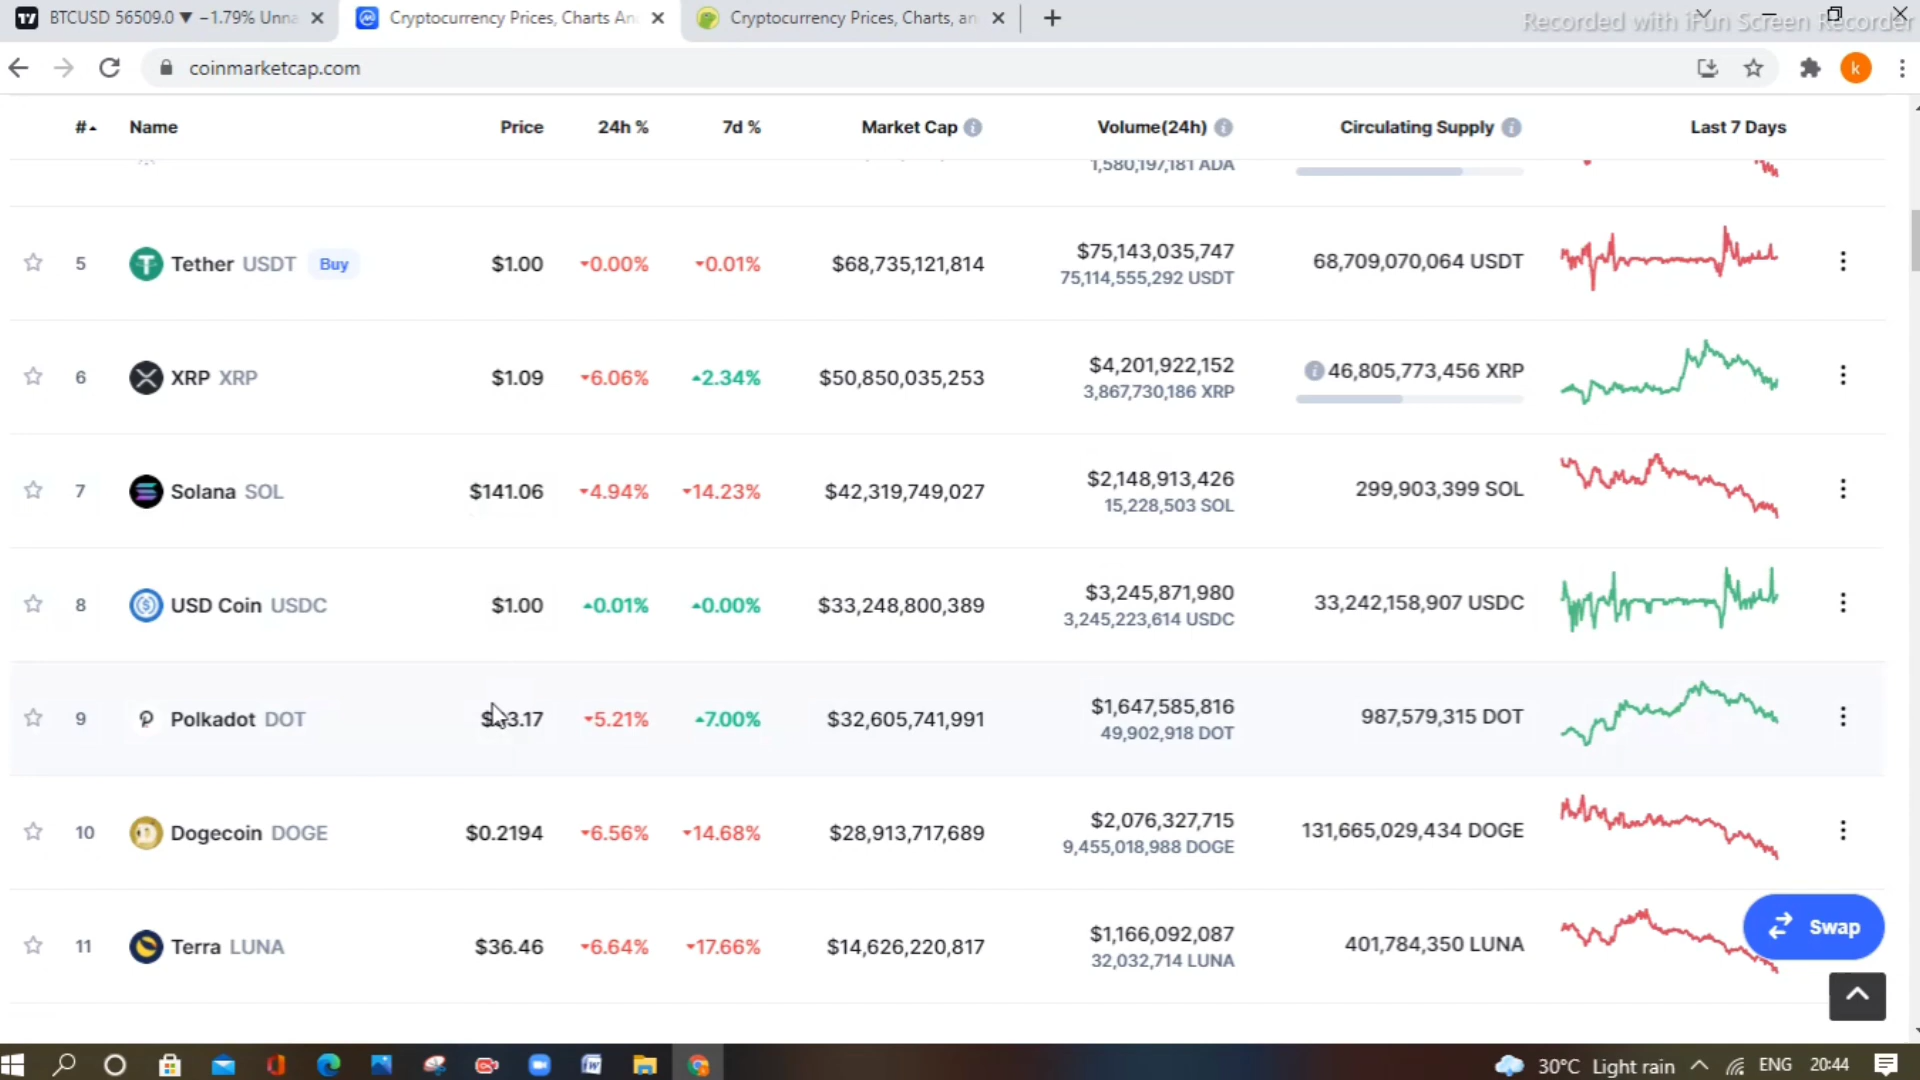 BTCUSD 56509.0 ▼ −1.79% Unna
Cryptocurrency Prices, Charts An
Cryptocurrency Prices, Charts, an
Recorded with iFun Screen Recorder
coinmarketcap.com
# Name Price 24h % 7d % Market Cap Volume(24h) Circulating Supply Last 7 Days
1,580,197,181 ADA
5 Tether USDT Buy $1.00 0.00% 0.01% $68,735,121,814 $75,143,035,747 68,709,070,064 USDT
75,114,555,292 USDT
6 XRP XRP $1.09 6.06% 2.34% $50,850,035,253 $4,201,922,152 46,805,773,456 XRP
3,867,730,186 XRP
7 Solana SOL $141.06 4.94% 14.23% $42,319,749,027 $2,148,913,426 299,903,399 SOL
15,228,503 SOL
8 USD Coin USDC $1.00 0.01% 0.00% $33,248,800,389 $3,245,871,980 33,242,158,907 USDC
3,245,223,614 USDC
9 Polkadot DOT 5.21% 7.00% $32,605,741,991 $1,647,585,816 987,579,315 DOT
49,902,918 DOT
10 Dogecoin DOGE $0.2194 6.56% 14.68% $28,913,717,689 $2,076,327,715 131,665,029,434 DOGE
9,455,018,988 DOGE
11 Terra LUNA $36.46 6.64% 17.66% $14,626,220,817 $1,166,092,087 401,784,350 LUNA
32,032,714 LUNA
Swap
30°C Light rain ENG 20:44